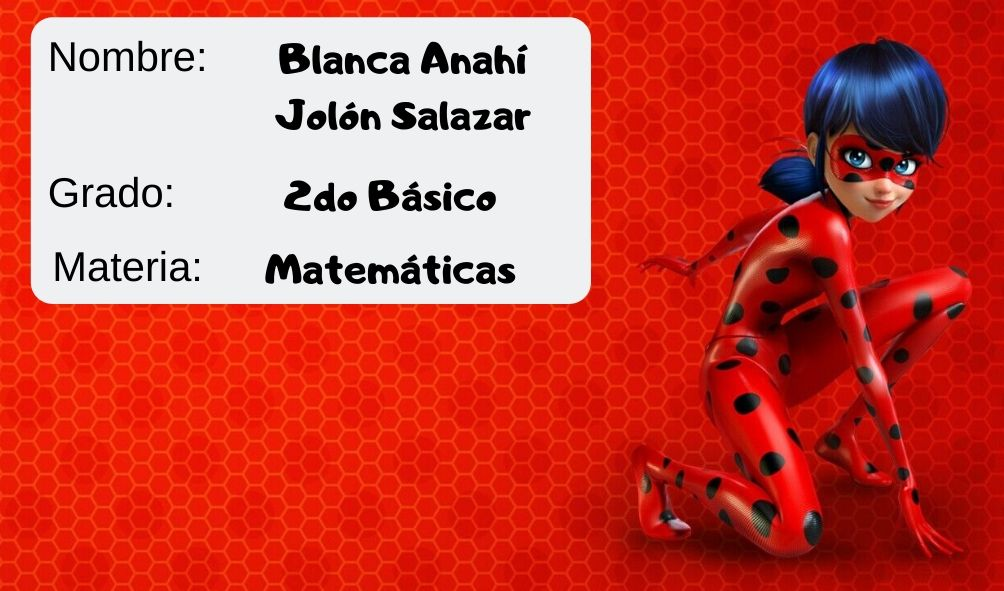 Nombre: Blanca Anahí
Jolón Salazar
Grado: 2do Básico
Materia: Matemáticas